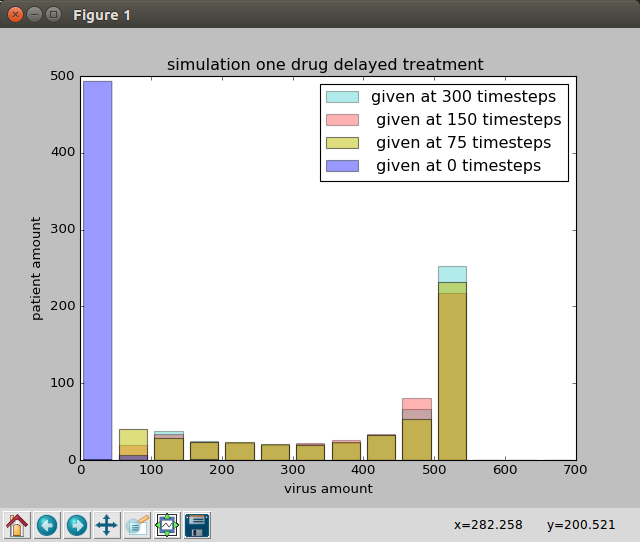 Figure 1
simulation one drug delayed treatment
given at 300 timesteps
given at 150 timesteps
given at 75 timesteps
given at 0 timesteps
500
400
300
200
100
0
patient amount
0 100 200 300 400 500 600 700
virus amount
x=282.258 y=200.521